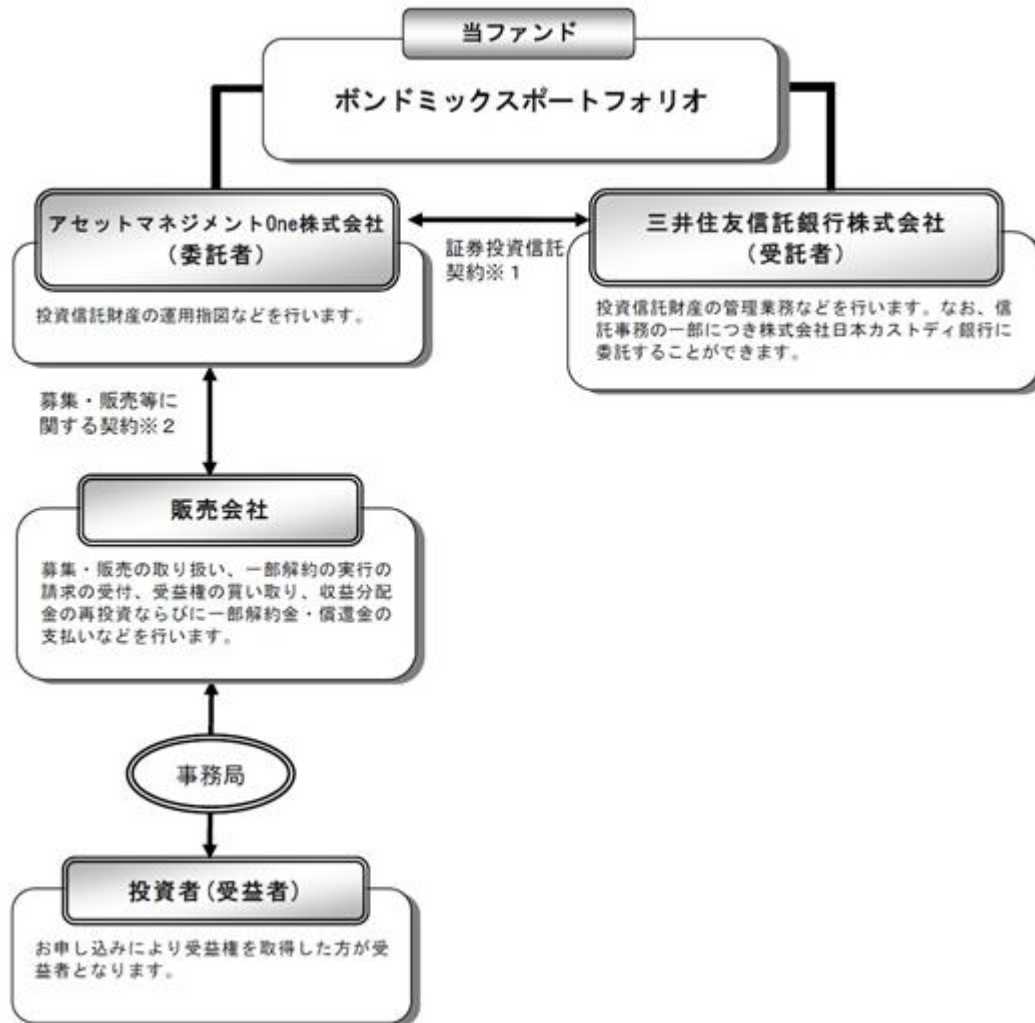 当ファンド
ボンドミックスポートフォリオ
アセットマネジメントOne株式会社
(委託者)
投資信託財産の運用指図などを行います。
証券投資信託
契約※1
三井住友信託銀行株式会社
(受託者)
投資信託財産の管理業務などを行います。なお、信
託事務の一部につき株式会社日本カストディ銀行に
委託することができます。
募集・販売等に
関する契約※2
販売会社
募集・販売の取り扱い、一部解約の実行の
請求の受付、受益権の買い取り、収益分配
金の再投資ならびに一部解約金・償還金の
支払いなどを行います。
事務局
投資者(受益者)
お申し込みにより受益権を取得した方が受
益者となります。